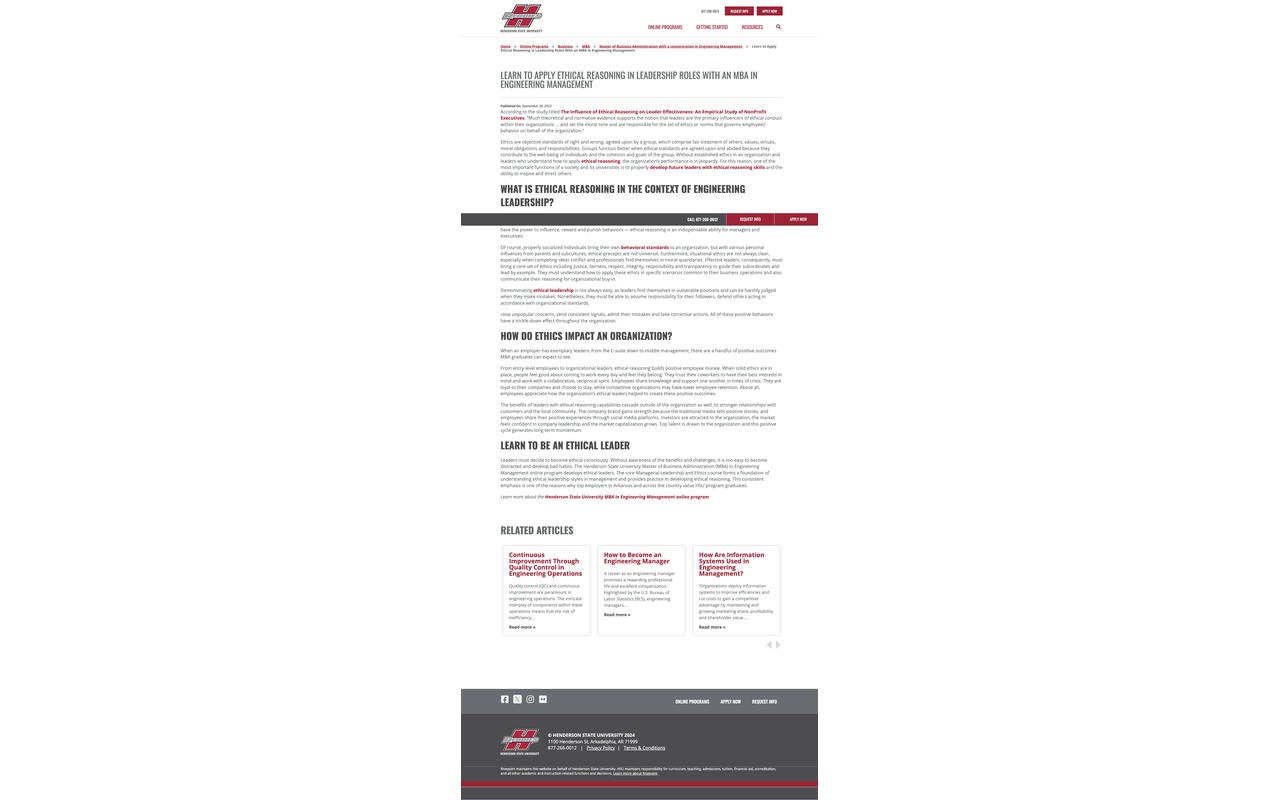 HENDERSON STATE UNIVERSITY
877-266-0012
REQUEST INFO
APPLY NOW
ONLINE PROGRAMS
GETTING STARTED
RESOURCES
Home » Online Programs » Business » MBA » Master of Business Administration with a concentration in Engineering Management » Learn to Apply
Ethical Reasoning in Leadership Roles With an MBA in Engineering Management
LEARN TO APPLY ETHICAL REASONING IN LEADERSHIP ROLES WITH AN MBA IN
ENGINEERING MANAGEMENT
According to the study titled The Influence of Ethical Reasoning on Leader Effectiveness: An Empirical Study of NonProfit
Executives, "Much theoretical and normative evidence supports the notion that leaders are the primary influencers of ethical conduct
within their organizations ... and set the moral tone and are responsible for the set of ethics or norms that governs employees'
behavior on behalf of the organization."
Ethics are objective standards of right and wrong, agreed upon by a group, which comprise fair treatment of others, values, virtues,
moral obligations and responsibilities. Groups function better when ethical standards are agreed upon and abided because they
contribute to the well-being of individuals and the cohesion and goals of the group. Without established ethics in an organization and
leaders who understand how to apply ethical reasoning, the organization's performance is in jeopardy. For this reason, one of the
most important functions of a society and its universities is to properly develop future leaders with ethical reasoning skills and the
ability to inspire and direct others.
WHAT IS ETHICAL REASONING IN THE CONTEXT OF ENGINEERING
LEADERSHIP?
CALL 877-266-0012
REQUEST INFO
APPLY NOW
have the power to influence, reward and punish behaviors — ethical reasoning is an indispensable ability for managers and
executives.
Of course, properly socialized individuals bring their own behavioral standards to an organization, but with various personal
influences from parents and subcultures, ethical precepts are not universal. Furthermore, situational ethics are not always clear,
especially when competing ideas conflict and professionals find themselves in moral quandaries. Effective leaders, consequently, must
bring a core set of ethics including justice, fairness, respect, integrity, responsibility and transparency to guide their subordinates and
lead by example. They must understand how to apply these ethics in specific scenarios common to their business operations and also
communicate their reasoning for organizational buy-in.
Demonstrating ethical leadership is not always easy, as leaders find themselves in vulnerable positions and can be harshly judged
when they make mistakes. Nonetheless, they must be able to assume responsibility for their followers, defend others acting in
accordance with organizational standards,
raise unpopular concerns, send consistent signals, admit their mistakes and take corrective actions. All of these positive behaviors
have a trickle-down effect throughout the organization.
HOW DO ETHICS IMPACT AN ORGANIZATION?
When an employer has exemplary leaders, from the C-suite down to middle management, there are a handful of positive outcomes
MBA graduates can expect to see.
From entry-level employees to organizational leaders, ethical reasoning builds positive employee morale. When solid ethics are in
place, people feel good about coming to work every day and feel they belong. They trust their coworkers to have their best interests in
mind and work with a collaborative, reciprocal spirit. Employees share knowledge and support one another in times of crisis. They are
loyal to their companies and choose to stay, while competitive organizations may have lower employee retention. Above all,
employees appreciate how the organization's ethical leaders helped to create these positive outcomes.
The benefits of leaders with ethical reasoning capabilities cascade outside of the organization as well, to stronger relationships with
customers and the local community. The company brand gains strength because the traditional media tells positive stories, and
employees share their positive experiences through social media platforms. Investors are attracted to the organization, the market
feels confident in company leadership and the market capitalization grows. Top talent is drawn to the organization and this positive
cycle generates long-term momentum.
LEARN TO BE AN ETHICAL LEADER
Leaders must decide to become ethical consciously. Without awareness of the benefits and challenges, it is too easy to become
distracted and develop bad habits. The Henderson State University Master of Business Administration (MBA) in Engineering
Management online program develops ethical leaders. The core Managerial Leadership and Ethics course forms a foundation of
understanding ethical leadership styles in management and provides practice in developing ethical reasoning. This consistent
emphasis is one of the reasons why top employers in Arkansas and across the country value HSU program graduates.
Learn more about the Henderson State University MBA in Engineering Management online program.
RELATED ARTICLES
Continuous
Improvement Through
Quality Control in
Engineering Operations
Quality control (QC) and continuous
improvement are paramount in
engineering operations. The intricate
interplay of components within these
operations means that the risk of
inefficiency...
Read more »
How to Become an
Engineering Manager
A career as an engineering manager
promises a rewarding professional
life and excellent compensation.
Highlighted by the U.S. Bureau of
Labor Statistics (BLS), engineering
managers...
Read more »
How Are Information
Systems Used in
Engineering
Management?
"Organizations deploy information
systems to improve efficiencies and
cut costs to gain a competitive
advantage by maintaining and
growing marketing share, profitability
and shareholder value....
Read more »
ONLINE PROGRAMS
APPLY NOW
REQUEST INFO
HENDERSON STATE UNIVERSITY
© HENDERSON STATE UNIVERSITY 2024
1100 Henderson St, Arkadelphia, AR 71999
877-266-0012 | Privacy Policy | Terms & Conditions
Risepoint maintains this website on behalf of Henderson State University. HSU maintains responsibility for curriculum, teaching, admissions, tuition, financial aid, accreditation,
and all other academic and instruction-related functions and decisions. Learn more about Risepoint.